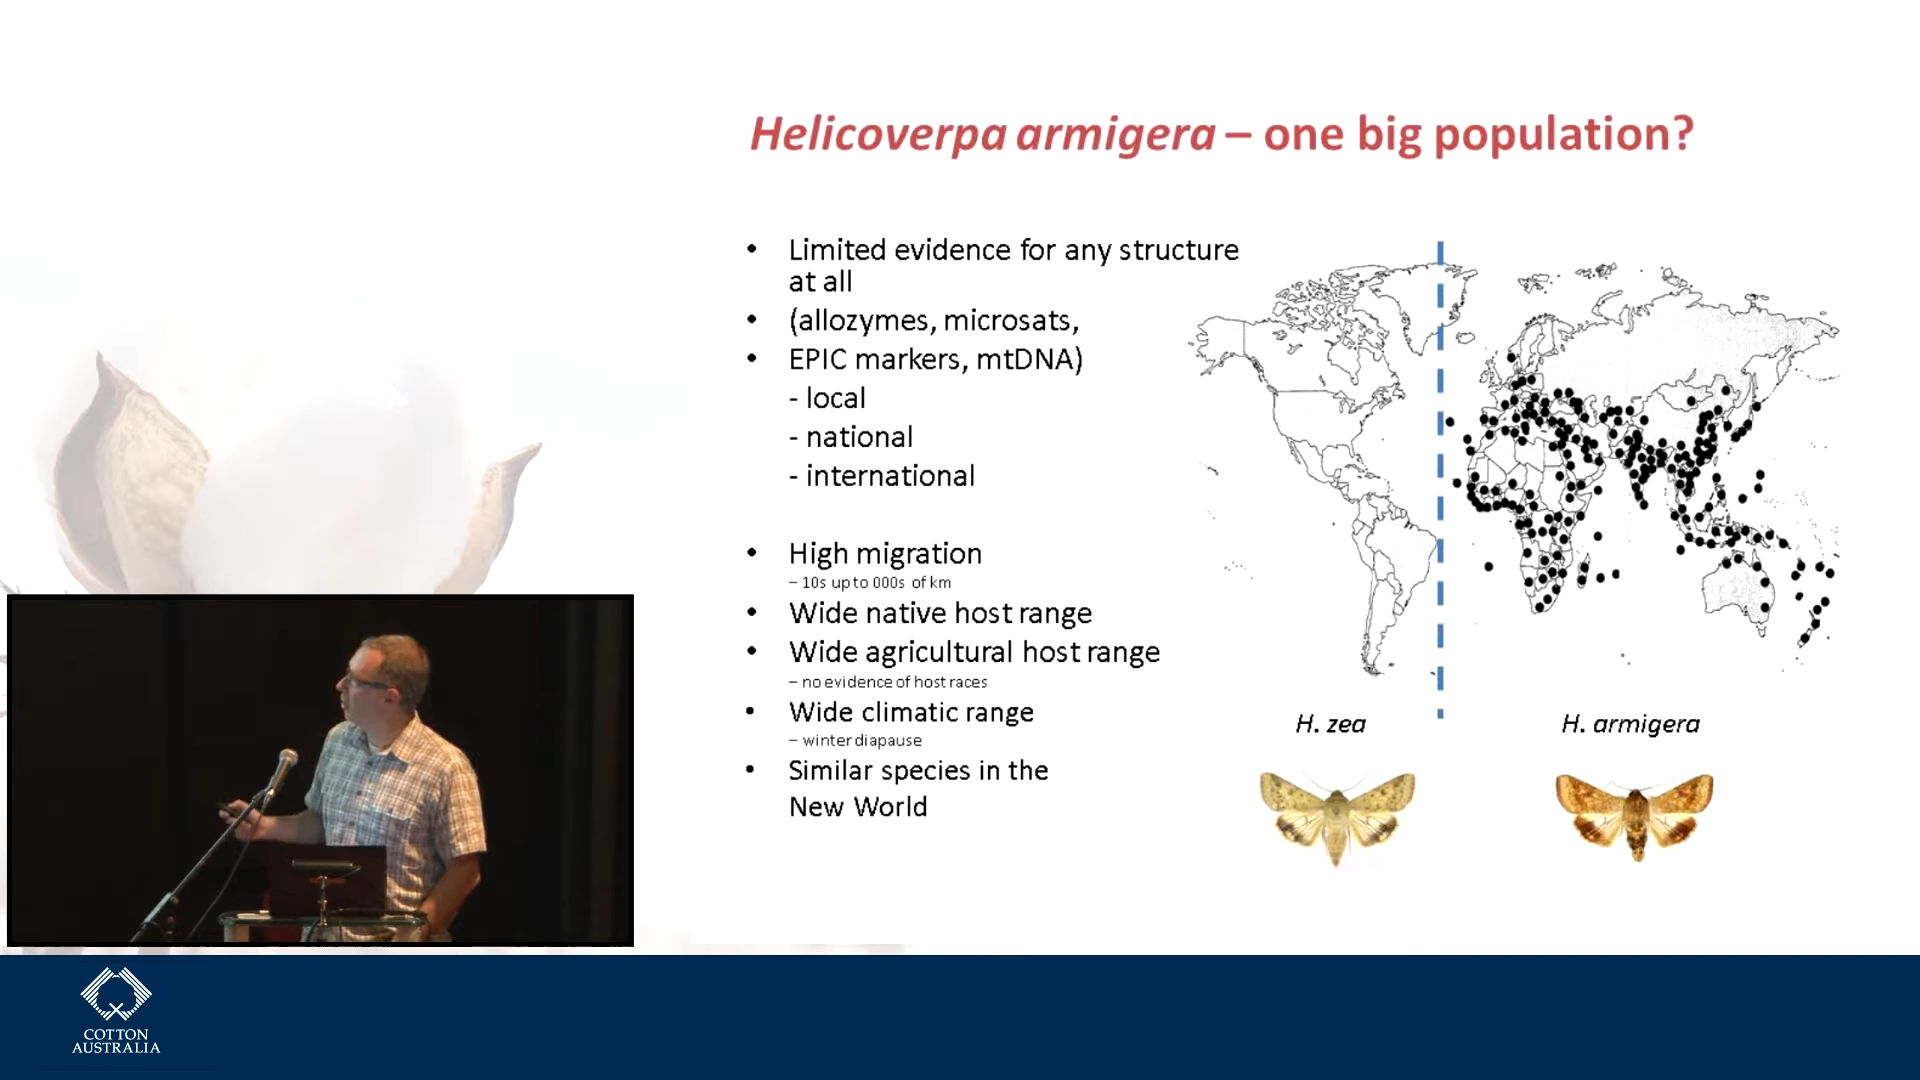 Helicoverpa armigera – one big population?
• Limited evidence for any structure
at all
• (allozymes, microsats,
• EPIC markers, mtDNA)
- local
- national
- international
• High migration
– 10s up to 000s of km
• Wide native host range
• Wide agricultural host range
– no evidence of host races
• Wide climatic range
– winter diapause
• Similar species in the
New World
H. zea
H. armigera
COTTON
AUSTRALIA